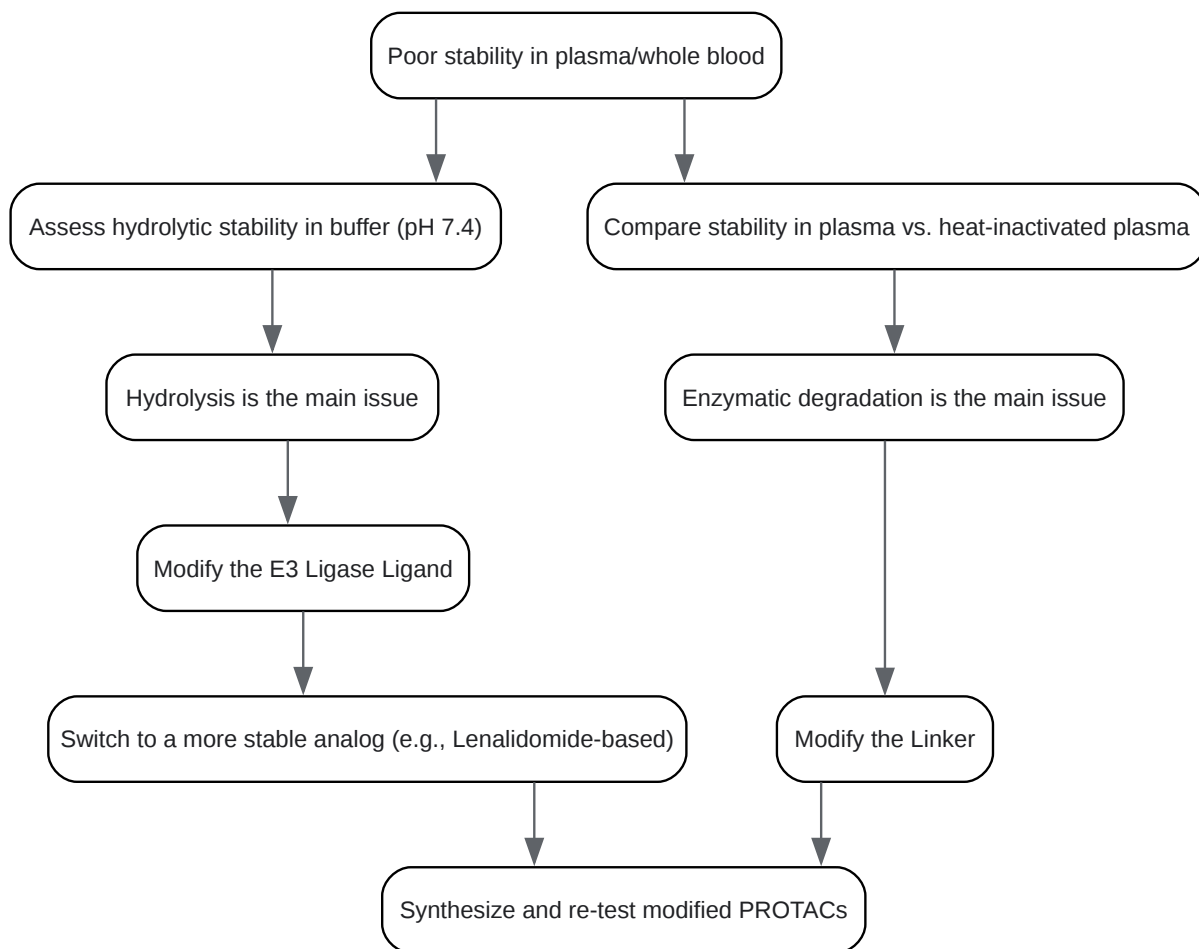 Poor stability in plasma/whole blood
Assess hydrolytic stability in buffer (pH 7.4)
Compare stability in plasma vs. heat-inactivated plasma
Hydrolysis is the main issue
Enzymatic degradation is the main issue
Modify the E3 Ligase Ligand
Switch to a more stable analog (e.g., Lenalidomide-based)
Modify the Linker
Synthesize and re-test modified PROTACs